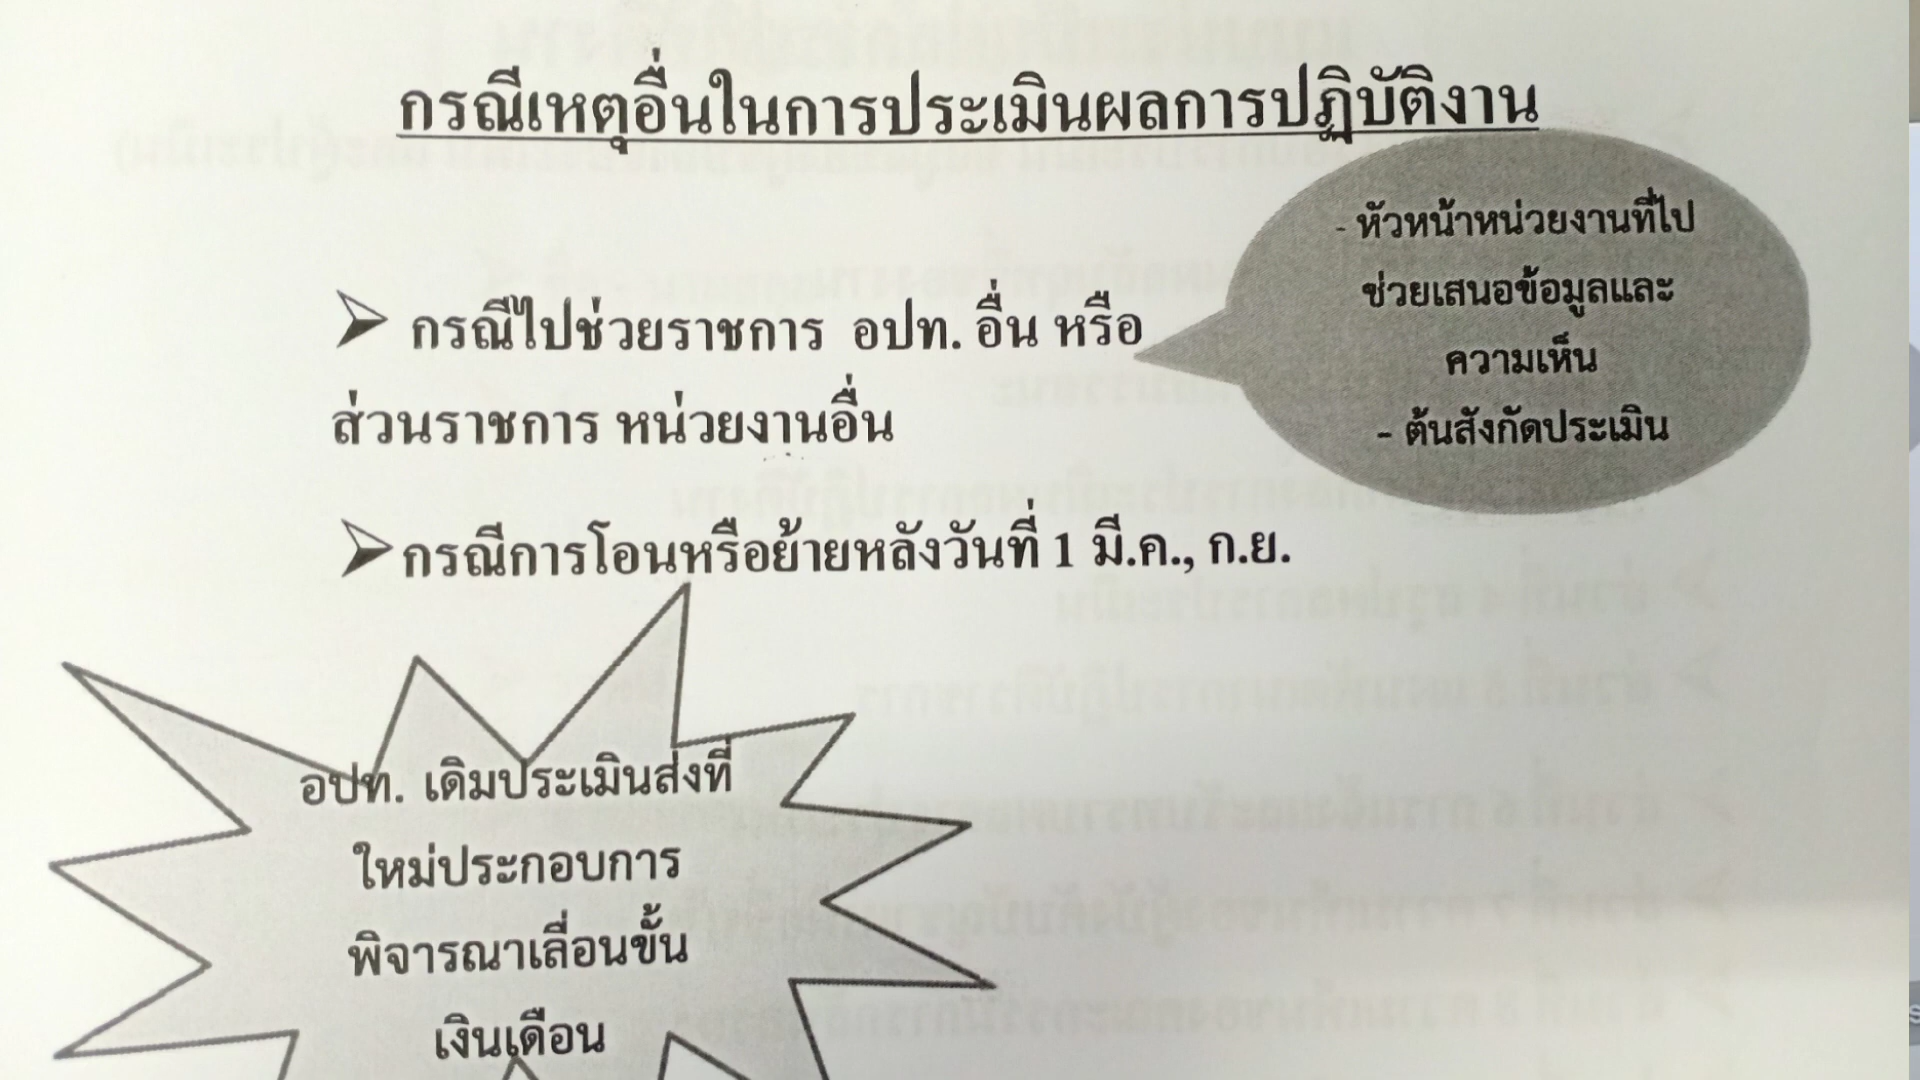 กรณีเหตุอื่นในการประเมินผลการปฏิบัติงาน
- หัวหน้าหน่วยงานที่ไป
ช่วยเสนอข้อมูลและ
ความเห็น
- ต้นสังกัดประเมิน
➢ กรณีไปช่วยราชการ อปท. อื่น หรือ
ส่วนราชการ หน่วยงานอื่น
➢กรณีการโอนหรือย้ายหลังวันที่ 1 มี.ค., ก.ย.
อปท. เดิมประเมินส่งที่
ใหม่ประกอบการ
พิจารณาเลื่อนขั้น
เงินเดือน